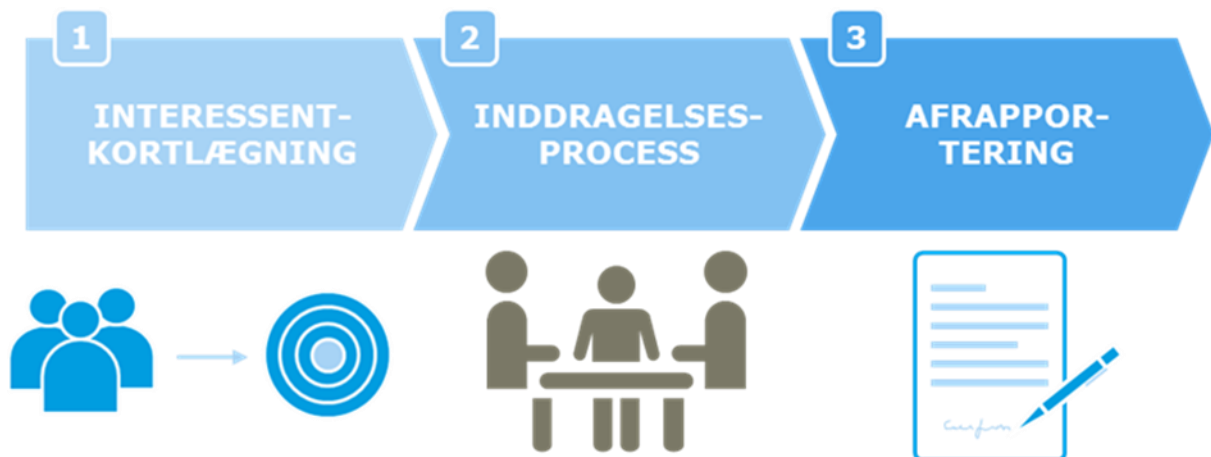 1
INTERESSENT-
KORTLÆGNING
2
INDDRAGELSES-
PROCESS
3
AFRAPPOR-
TERING